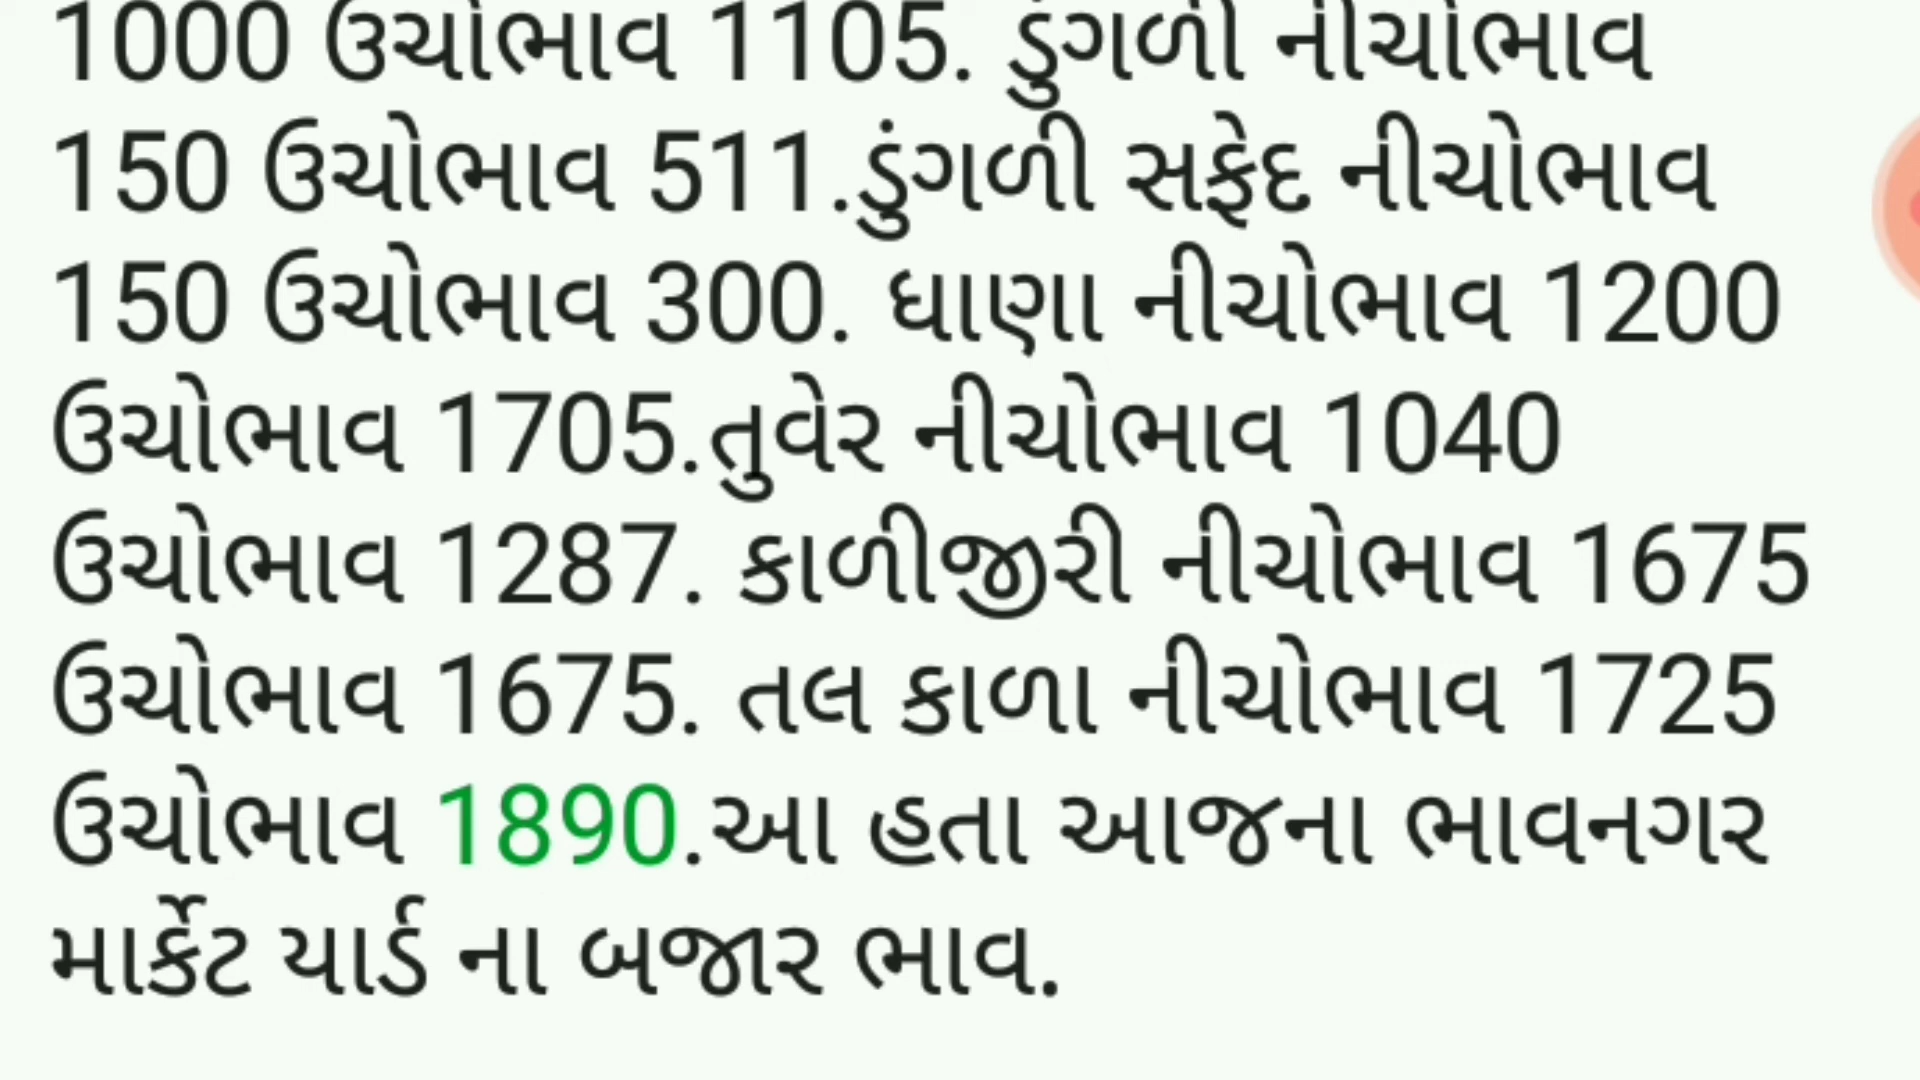 1000 ઉચોભાવ 1105. ડુંગળી નીચોભાવ
150 ઉચોભાવ 511.ડુંગળી સફેદ નીચોભાવ
150 ઉચોભાવ 300. ધાણા નીચોભાવ 1200
ઉચોભાવ 1705.તુવેર નીચોભાવ 1040
ઉચોભાવ 1287. કાળીજીરી નીચોભાવ 1675
ઉચોભાવ 1675. તલ કાળા નીચોભાવ 1725
ઉચોભાવ 1890.આ હતા આજના ભાવનગર
માર્કેટ યાર્ડ ના બજાર ભાવ.